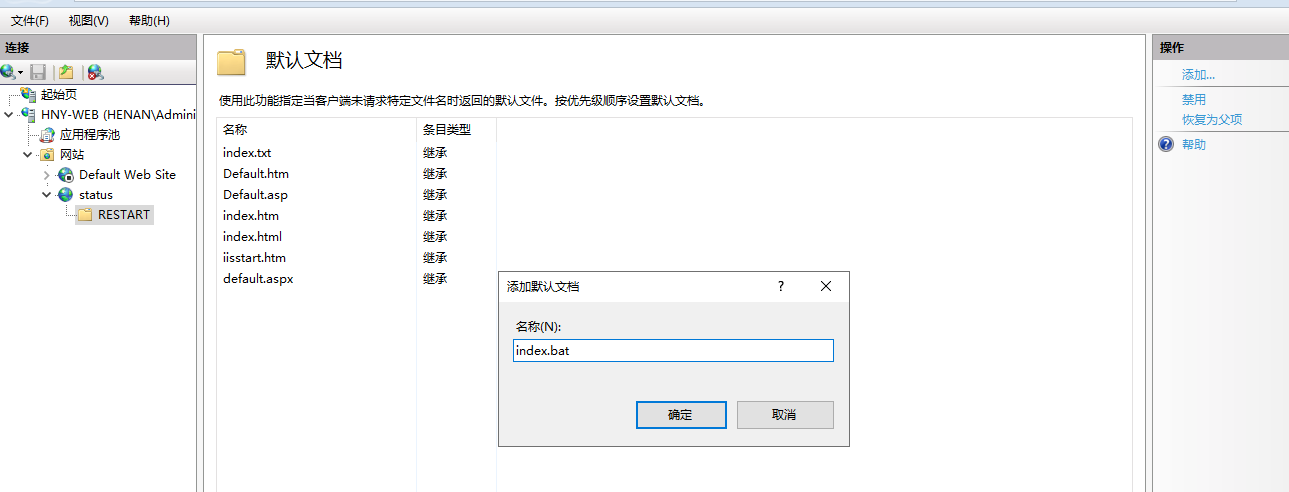 文件(F) 视图(V) 帮助(H)
连接
起始页
HNY-WEB (HENAN\Admini
应用程序池
网站
Default Web Site
status
RESTART
默认文档
使用此功能指定当客户端未请求特定文件名时返回的默认文件。按优先级顺序设置默认文档。
名称 条目类型
index.txt 继承
Default.htm 继承
Default.asp 继承
index.htm 继承
index.html 继承
iisstart.htm 继承
default.aspx 继承
添加默认文档 ?
名称(N):
index.bat
确定 取消
操作
添加...
禁用
恢复为父项
帮助